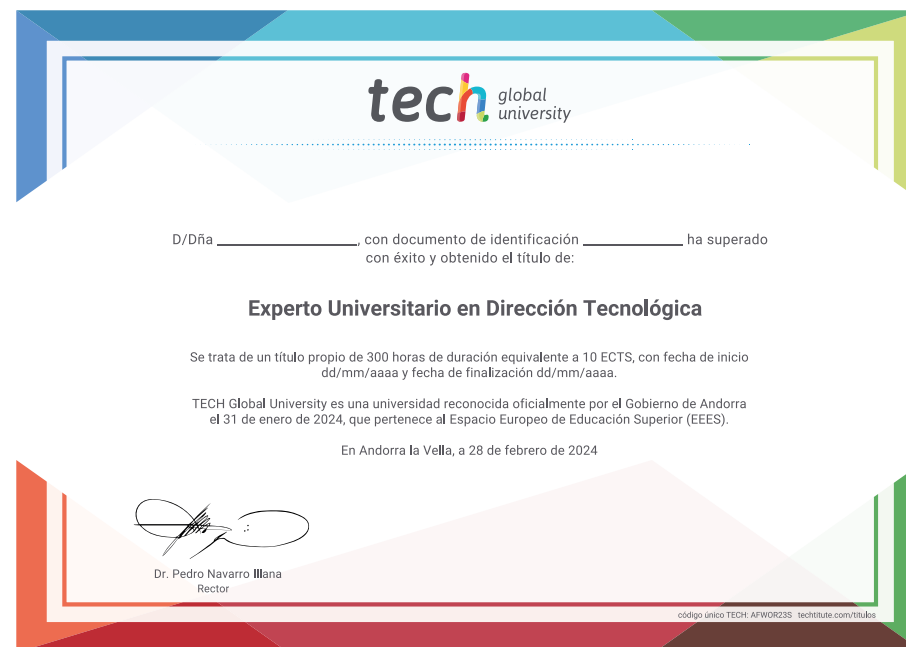 tech global university
D/Dña ______________, con documento de identificación __________ ha superado
con éxito y obtenido el título de:
Experto Universitario en Dirección Tecnológica
Se trata de un título propio de 300 horas de duración equivalente a 10 ECTS, con fecha de inicio
dd/mm/aaaa y fecha de finalización dd/mm/aaaa.
TECH Global University es una universidad reconocida oficialmente por el Gobierno de Andorra
el 31 de enero de 2024, que pertenece al Espacio Europeo de Educación Superior (EEES).
En Andorra la Vella, a 28 de febrero de 2024
Dr. Pedro Navarro Illana
Rector
código único TECH: AFWOR23S techtitute.com/titulos